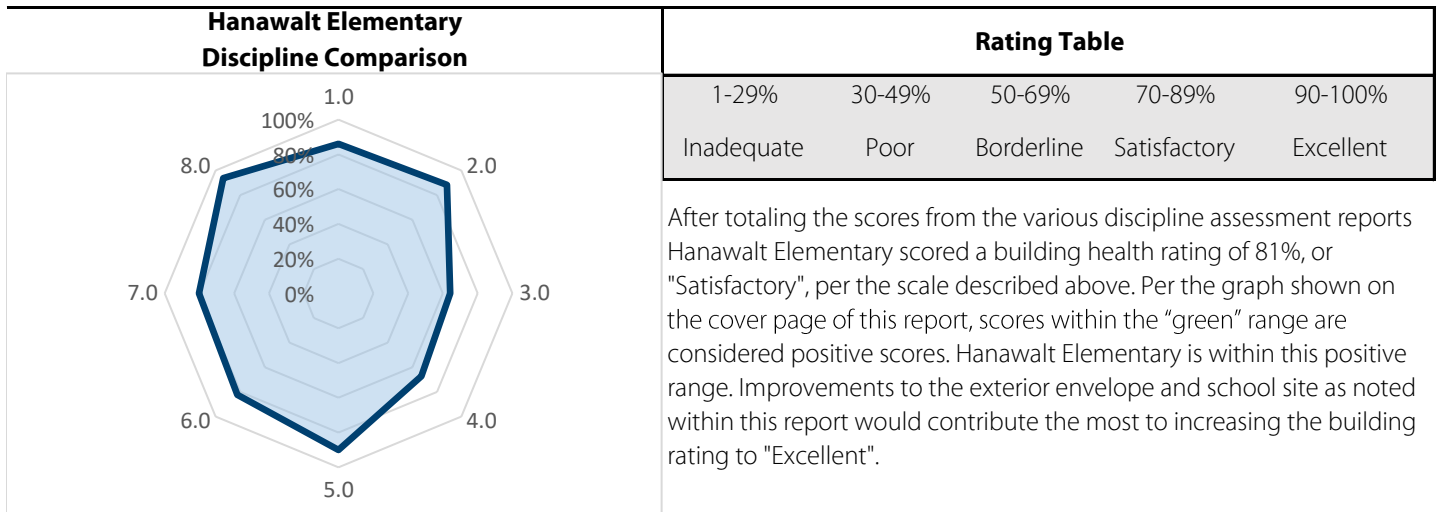 Hanawalt Elementary
Discipline Comparison
1.0
2.0
3.0
4.0
5.0
6.0
7.0
8.0
100%
80%
60%
40%
20%
0%
Rating Table
1-29% 30-49% 50-69% 70-89% 90-100%
Inadequate Poor Borderline Satisfactory Excellent
After totaling the scores from the various discipline assessment reports
Hanawalt Elementary scored a building health rating of 81%, or
"Satisfactory", per the scale described above. Per the graph shown on
the cover page of this report, scores within the “green” range are
considered positive scores. Hanawalt Elementary is within this positive
range. Improvements to the exterior envelope and school site as noted
within this report would contribute the most to increasing the building
rating to "Excellent".